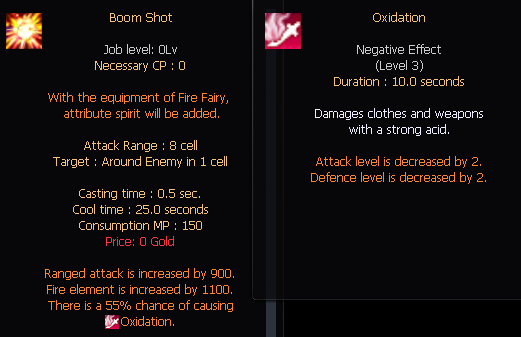 Boom Shot
Job level: 0Lv
Necessary CP : 0
With the equipment of Fire Fairy,
attribute spirit will be added.
Attack Range : 8 cell
Target : Around Enemy in 1 cell
Casting time : 0.5 sec.
Cool time : 25.0 seconds
Consumption MP : 150
Price: 0 Gold
Ranged attack is increased by 900.
Fire element is increased by 1100.
There is a 55% chance of causing
Oxidation.
Oxidation
Negative Effect
(Level 3)
Duration : 10.0 seconds
Damages clothes and weapons
with a strong acid.
Attack level is decreased by 2.
Defence level is decreased by 2.